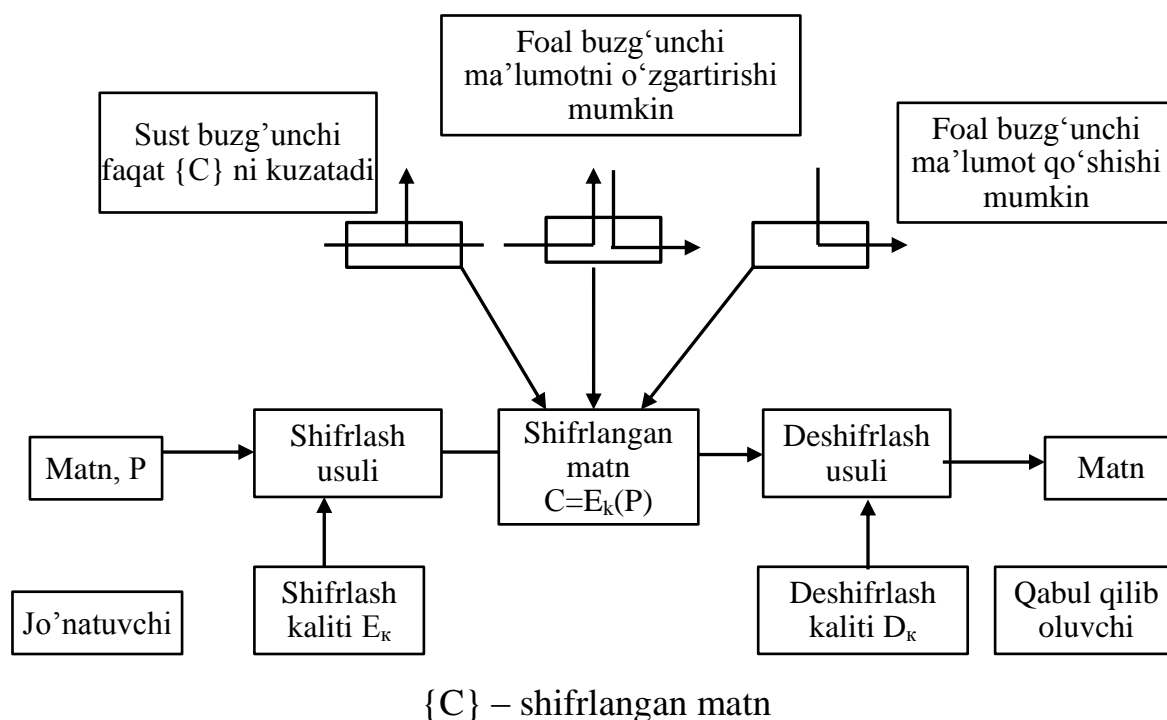 Foal buzg‘unchi
ma’lumotni o‘zgartirishi
mumkin
Sust buzg’unchi
faqat {C} ni kuzatadi
Foal buzg‘unchi
ma’lumot qo‘shishi
mumkin
Matn, P
Shifrlash
usuli
Shifrlangan
matn
C=Eₖ(P)
Deshifrlash
usuli
Matn
Jo’natuvchi
Shifrlash
kaliti Eₖ
Deshifrlash
kaliti Dₖ
Qabul qilib
oluvchi
{C} – shifrlangan matn